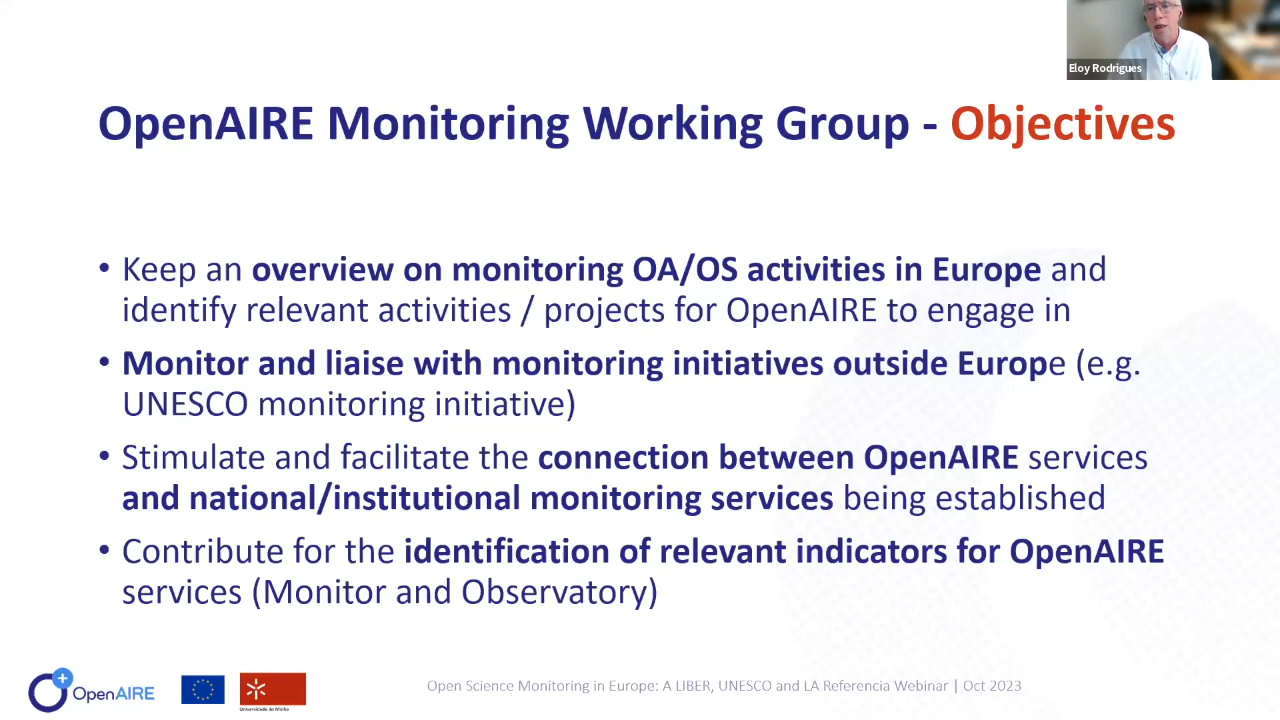 Eloy Rodrigues
OpenAIRE Monitoring Working Group - Objectives
• Keep an overview on monitoring OA/OS activities in Europe and
identify relevant activities / projects for OpenAIRE to engage in
• Monitor and liaise with monitoring initiatives outside Europe (e.g.
UNESCO monitoring initiative)
• Stimulate and facilitate the connection between OpenAIRE services
and national/institutional monitoring services being established
• Contribute for the identification of relevant indicators for OpenAIRE
services (Monitor and Observatory)
OpenAIRE
Universidade do Minho
Open Science Monitoring in Europe: A LIBER, UNESCO and LA Referencia Webinar | Oct 2023